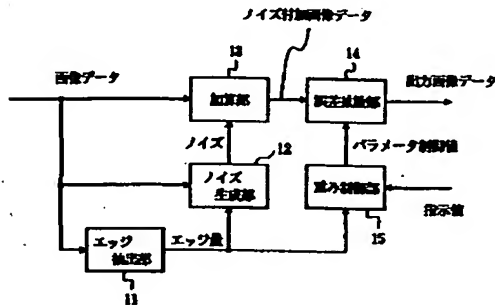 ノイズ付加画像データ
画像データ
13
加算部
14
誤差拡散部
出力画像データ
ノイズ
12
ノイズ
生成部
パラメータ制御値
重み制御部
指示値
15
エッジ
抽出部
エッジ量
11